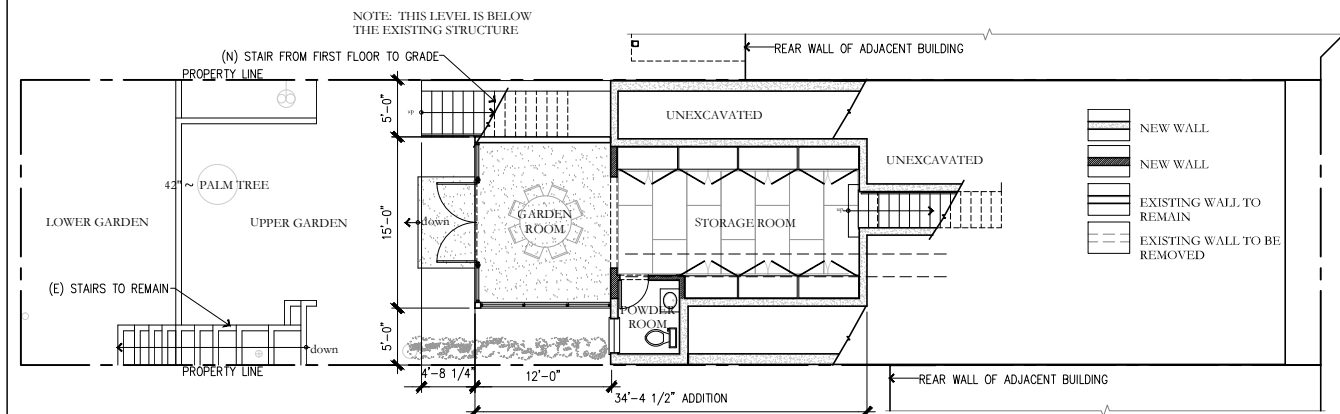 NOTE: THIS LEVEL IS BELOW
THE EXISTING STRUCTURE
(N) STAIR FROM FIRST FLOOR TO GRADE
REAR WALL OF ADJACENT BUILDING
PROPERTY LINE
5'-0"
up
UNEXCAVATED
NEW WALL
NEW WALL
EXISTING WALL TO
REMAIN
EXISTING WALL TO BE
REMOVED
UNEXCAVATED
42" ~ PALM TREE
LOWER GARDEN
UPPER GARDEN
15'-0"
down
GARDEN
ROOM
STORAGE ROOM
up
(E) STAIRS TO REMAIN
POWDER
ROOM
5'-0"
down
PROPERTY LINE
4'-8 1/4"
12'-0"
34'-4 1/2" ADDITION
REAR WALL OF ADJACENT BUILDING